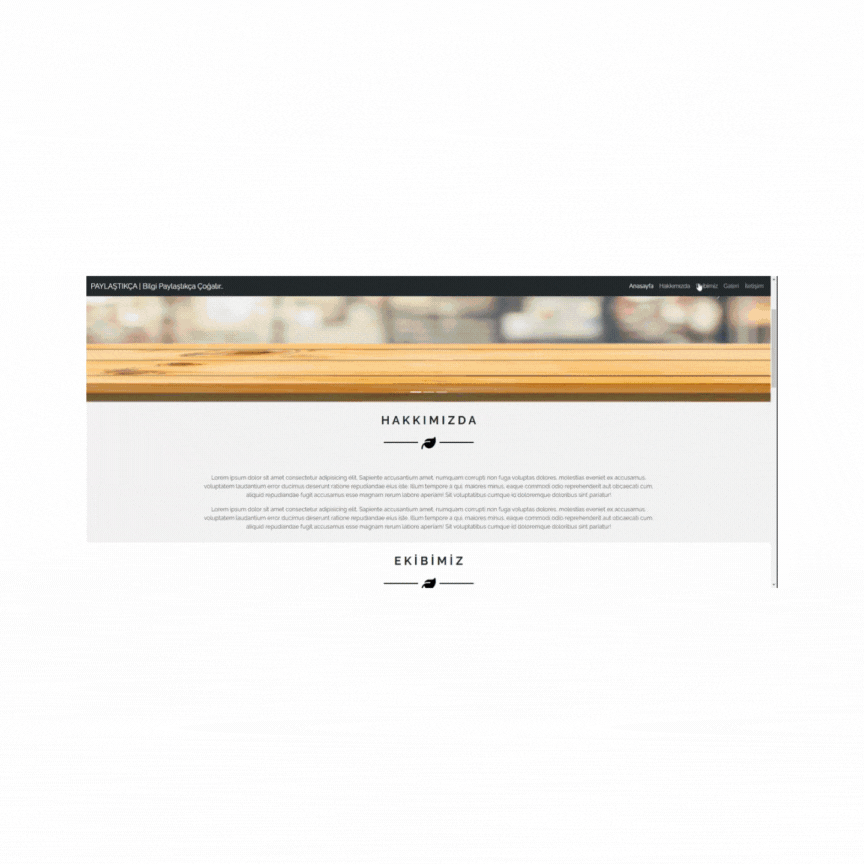 PAYLAŞTIKÇA | Bilgi Paylaştıkça Çoğalır..
Anasayfa Hakkımızda Ekibimiz Galeri İletişim
HAKKIMIZDA
Lorem ipsum dolor sit amet consectetur adipisicing elit. Sapiente accusantium amet, numquam corrupti non fuga voluptas dolores, molestias eveniet ex accusamus,
voluptatem laudantium error ducimus deserunt ratione repudiandae eius iste. Illum tempore a qui, maiores minus, eaque commodi odio reprehenderit aut obcaecati cum,
aliquid repudiandae fugit accusamus esse magnam rerum labore aperiam! Sit voluptatibus cumque id doloremque doloribus sint pariatur!
Lorem ipsum dolor sit amet consectetur adipisicing elit. Sapiente accusantium amet, numquam corrupti non fuga voluptas dolores, molestias eveniet ex accusamus,
voluptatem laudantium error ducimus deserunt ratione repudiandae eius iste. Illum tempore a qui, maiores minus, eaque commodi odio reprehenderit aut obcaecati cum,
aliquid repudiandae fugit accusamus esse magnam rerum labore aperiam! Sit voluptatibus cumque id doloremque doloribus sint pariatur!
EKİBİMİZ